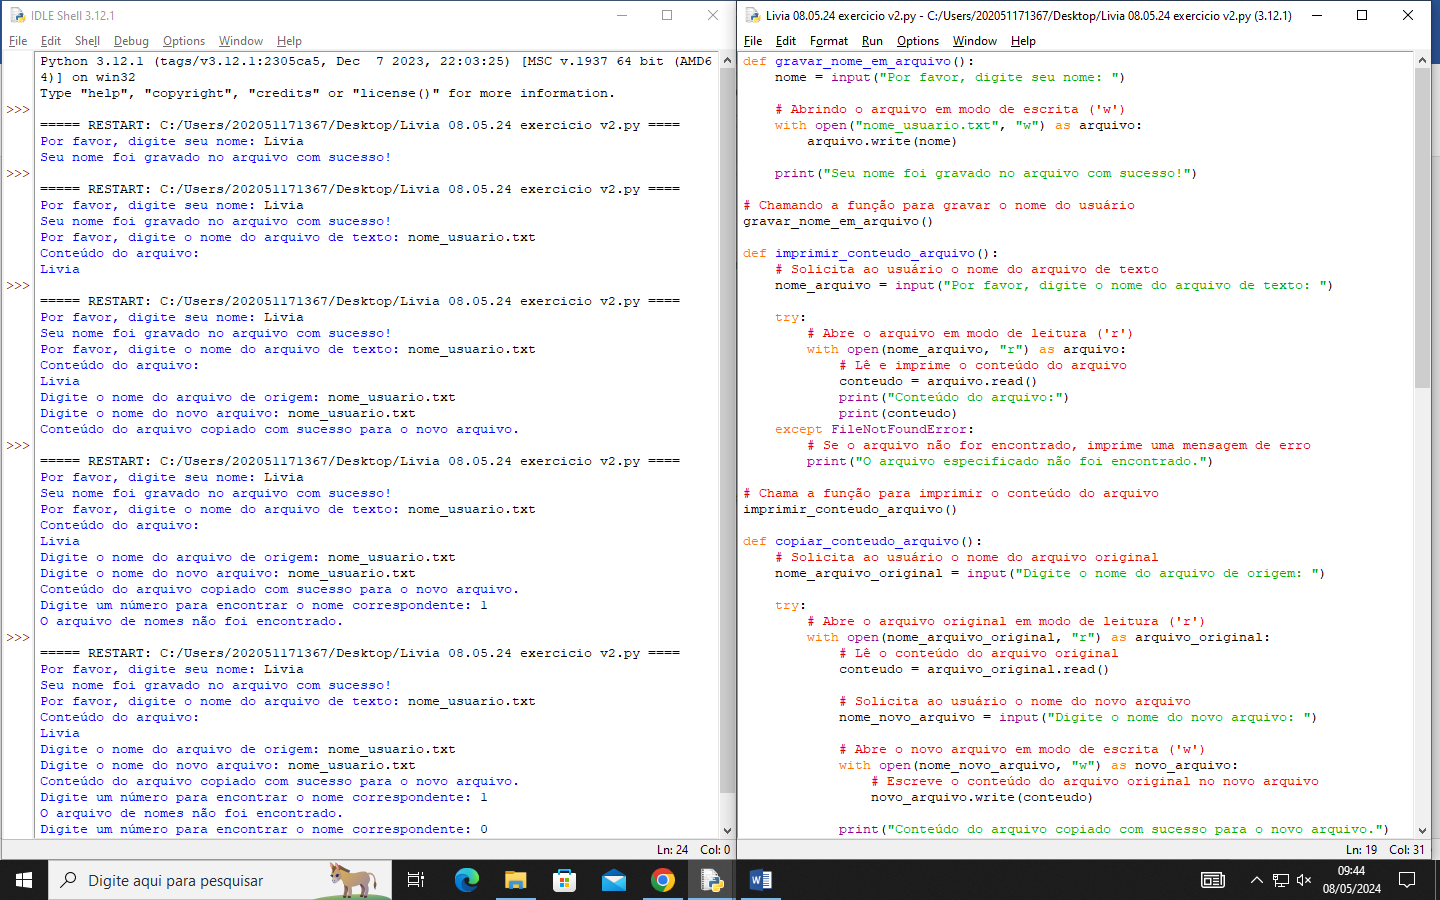 IDLE Shell 3.12.1
File Edit Shell Debug Options Window Help
Python 3.12.1 (tags/v3.12.1:2305ca5, Dec  7 2023, 22:03:25) [MSC v.1937 64 bit (AMD6
4)] on win32
Type "help", "copyright", "credits" or "license()" for more information.
>>>
===== RESTART: C:/Users/202051171367/Desktop/Livia 08.05.24 exercicio v2.py ====
Por favor, digite seu nome: Livia
Seu nome foi gravado no arquivo com sucesso!
>>>
===== RESTART: C:/Users/202051171367/Desktop/Livia 08.05.24 exercicio v2.py ====
Por favor, digite seu nome: Livia
Seu nome foi gravado no arquivo com sucesso!
Por favor, digite o nome do arquivo de texto: nome_usuario.txt
Conteúdo do arquivo:
Livia
>>>
===== RESTART: C:/Users/202051171367/Desktop/Livia 08.05.24 exercicio v2.py ====
Por favor, digite seu nome: Livia
Seu nome foi gravado no arquivo com sucesso!
Por favor, digite o nome do arquivo de texto: nome_usuario.txt
Conteúdo do arquivo:
Livia
Digite o nome do arquivo de origem: nome_usuario.txt
Digite o nome do novo arquivo: nome_usuario.txt
Conteúdo do arquivo copiado com sucesso para o novo arquivo.
>>>
===== RESTART: C:/Users/202051171367/Desktop/Livia 08.05.24 exercicio v2.py ====
Por favor, digite seu nome: Livia
Seu nome foi gravado no arquivo com sucesso!
Por favor, digite o nome do arquivo de texto: nome_usuario.txt
Conteúdo do arquivo:
Livia
Digite o nome do arquivo de origem: nome_usuario.txt
Digite o nome do novo arquivo: nome_usuario.txt
Conteúdo do arquivo copiado com sucesso para o novo arquivo.
Digite um número para encontrar o nome correspondente: 1
O arquivo de nomes não foi encontrado.
>>>
===== RESTART: C:/Users/202051171367/Desktop/Livia 08.05.24 exercicio v2.py ====
Por favor, digite seu nome: Livia
Seu nome foi gravado no arquivo com sucesso!
Por favor, digite o nome do arquivo de texto: nome_usuario.txt
Conteúdo do arquivo:
Livia
Digite o nome do arquivo de origem: nome_usuario.txt
Digite o nome do novo arquivo: nome_usuario.txt
Conteúdo do arquivo copiado com sucesso para o novo arquivo.
Digite um número para encontrar o nome correspondente: 1
O arquivo de nomes não foi encontrado.
Digite um número para encontrar o nome correspondente: 0
Ln: 24 Col: 0
Livia 08.05.24 exercicio v2.py - C:/Users/202051171367/Desktop/Livia 08.05.24 exercicio v2.py (3.12.1)
File Edit Format Run Options Window Help
def gravar_nome_em_arquivo():
    nome = input("Por favor, digite seu nome: ")
    # Abrindo o arquivo em modo de escrita ('w')
    with open("nome_usuario.txt", "w") as arquivo:
        arquivo.write(nome)
    print("Seu nome foi gravado no arquivo com sucesso!")
# Chamando a função para gravar o nome do usuário
gravar_nome_em_arquivo()
def imprimir_conteudo_arquivo():
    # Solicita ao usuário o nome do arquivo de texto
    nome_arquivo = input("Por favor, digite o nome do arquivo de texto: ")
    try:
        # Abre o arquivo em modo de leitura ('r')
        with open(nome_arquivo, "r") as arquivo:
            # Lê e imprime o conteúdo do arquivo
            conteudo = arquivo.read()
            print("Conteúdo do arquivo:")
            print(conteudo)
    except FileNotFoundError:
        # Se o arquivo não for encontrado, imprime uma mensagem de erro
        print("O arquivo especificado não foi encontrado.")
# Chama a função para imprimir o conteúdo do arquivo
imprimir_conteudo_arquivo()
def copiar_conteudo_arquivo():
    # Solicita ao usuário o nome do arquivo original
    nome_arquivo_original = input("Digite o nome do arquivo de origem: ")
    try:
        # Abre o arquivo original em modo de leitura ('r')
        with open(nome_arquivo_original, "r") as arquivo_original:
            # Lê o conteúdo do arquivo original
            conteudo = arquivo_original.read()
            # Solicita ao usuário o nome do novo arquivo
            nome_novo_arquivo = input("Digite o nome do novo arquivo: ")
            # Abre o novo arquivo em modo de escrita ('w')
            with open(nome_novo_arquivo, "w") as novo_arquivo:
                # Escreve o conteúdo do arquivo original no novo arquivo
                novo_arquivo.write(conteudo)
            print("Conteúdo do arquivo copiado com sucesso para o novo arquivo.")
Ln: 19 Col: 31
Digite aqui para pesquisar
09:44
08/05/2024